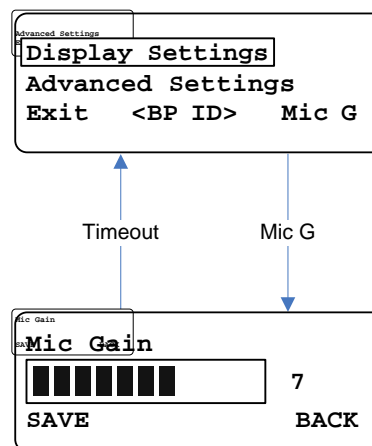 Advanced Settings
Display Settings
Advanced Settings
Exit <BP ID> Mic G
Timeout Mic G
Mic Gain
Mic Gain
7
SAVE BACK